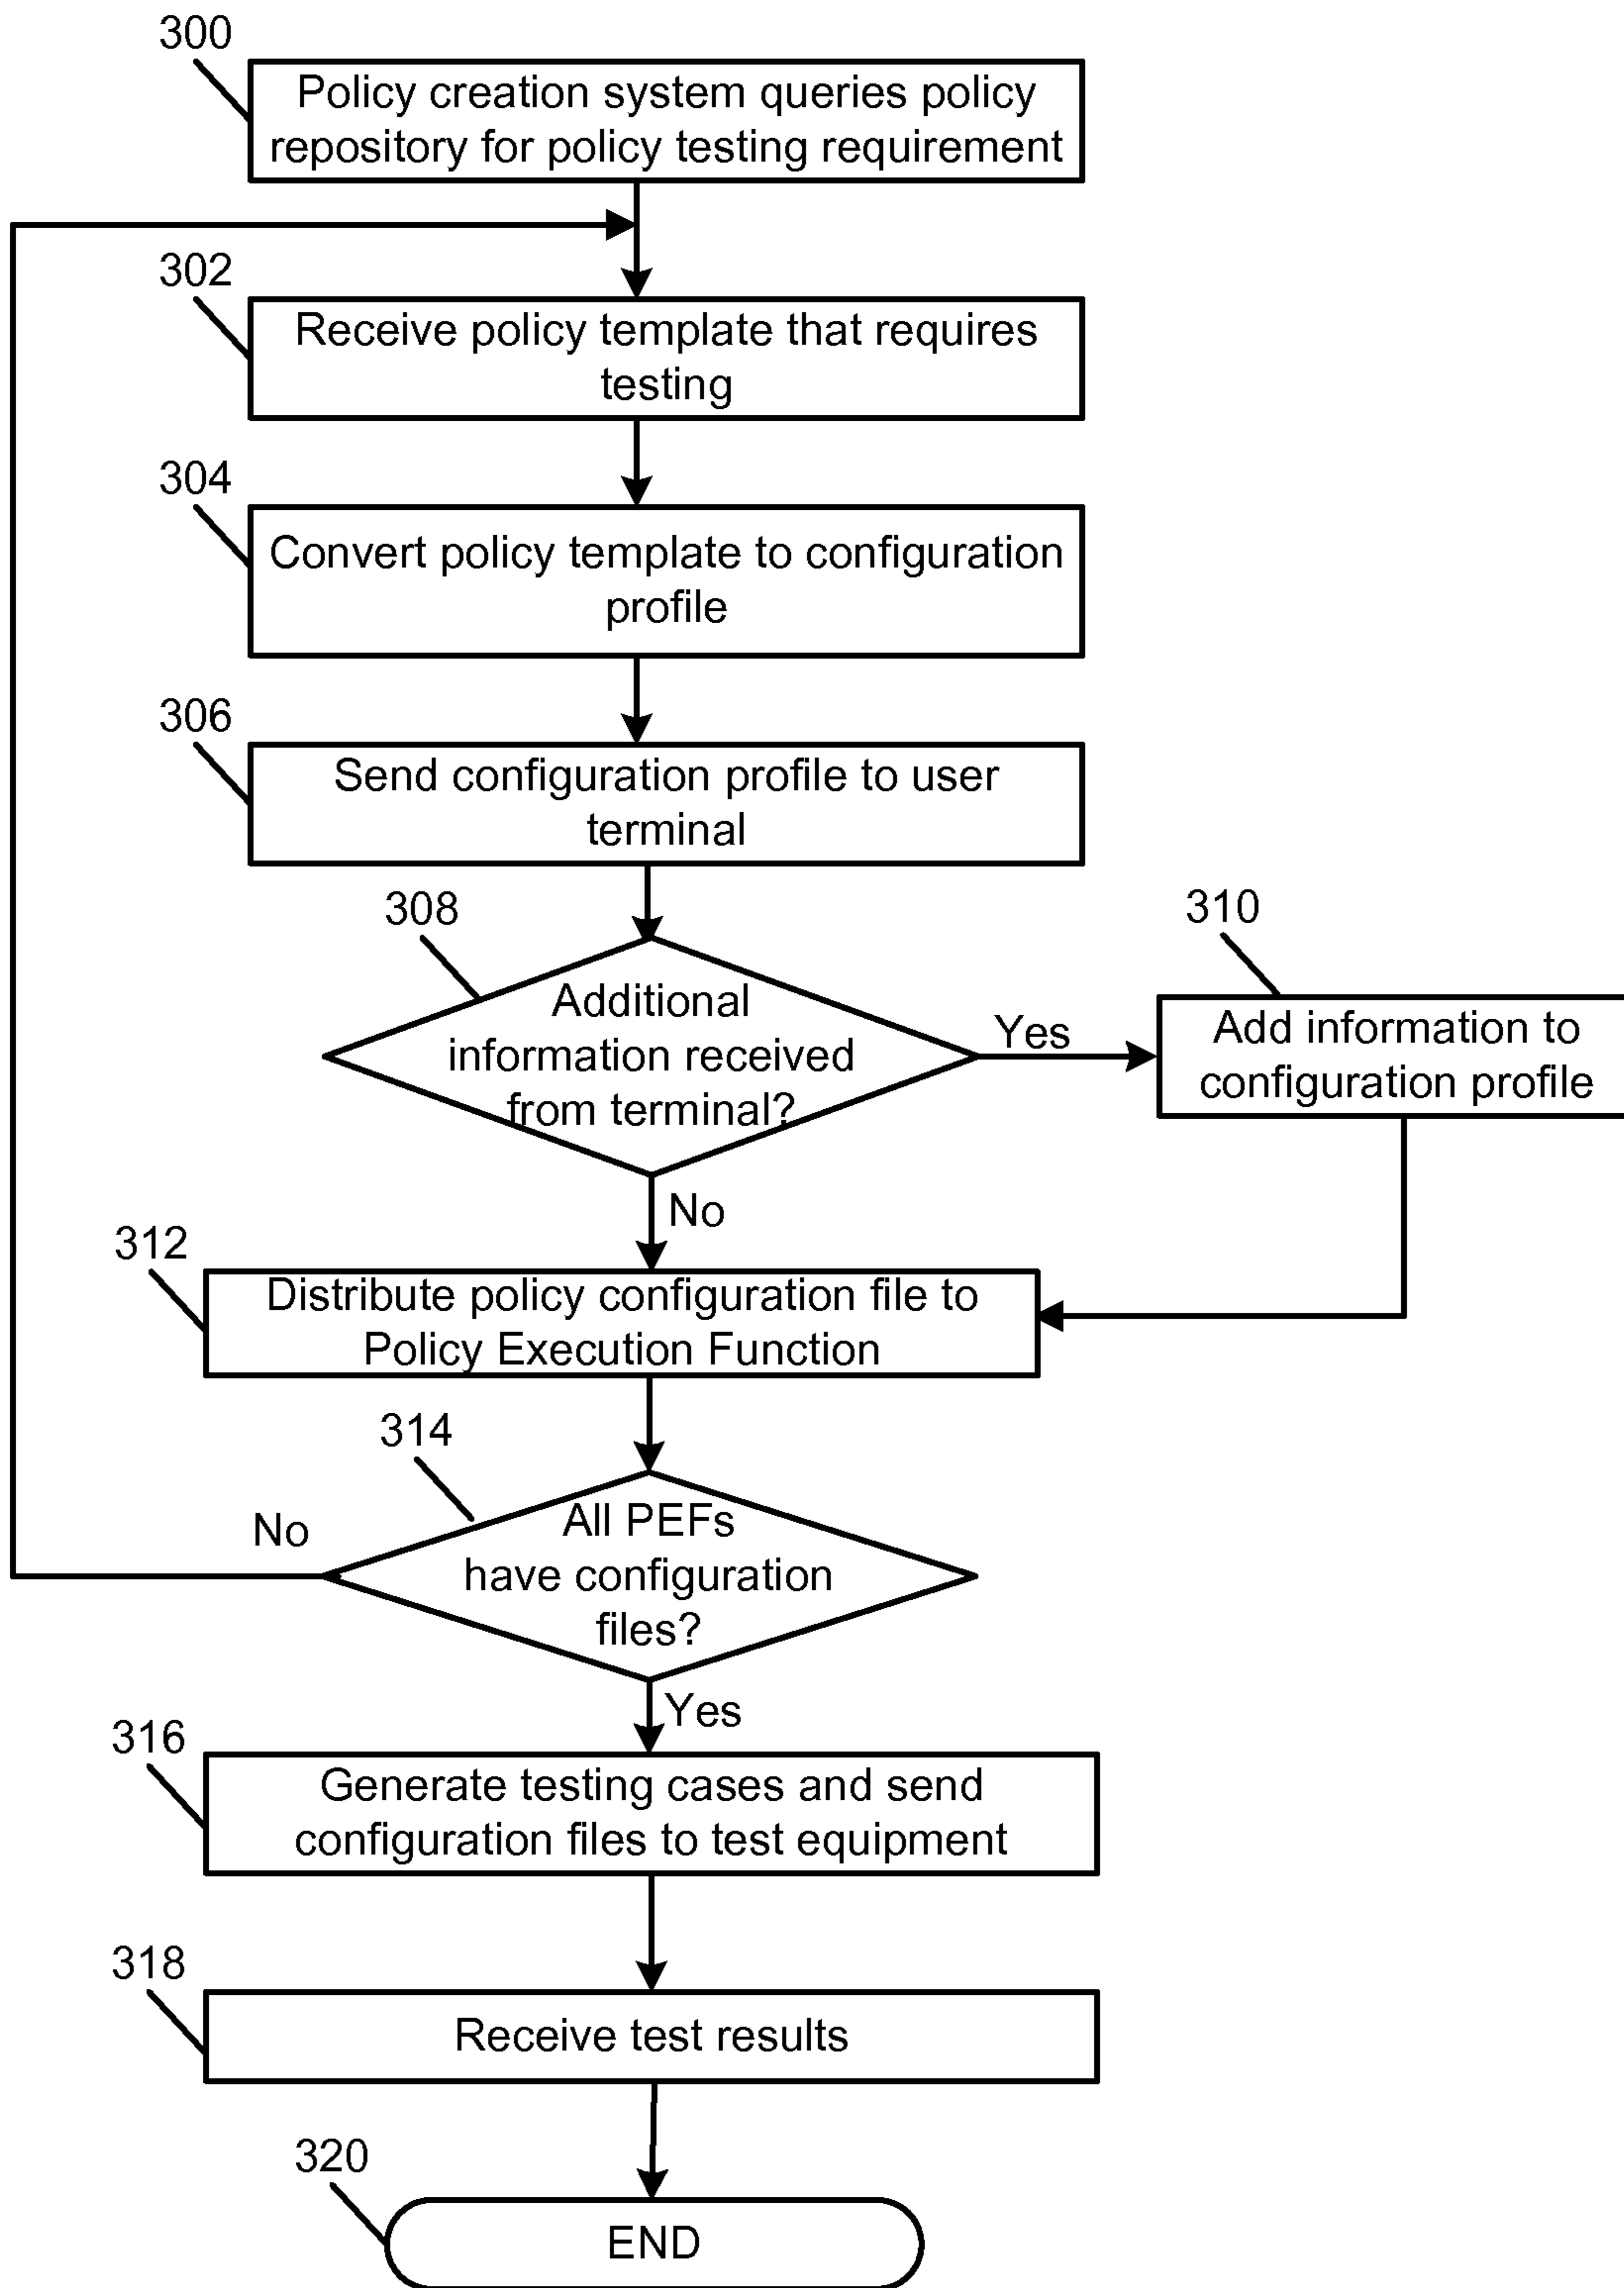 300
Policy creation system queries policy
repository for policy testing requirement
302
Receive policy template that requires
testing
304
Convert policy template to configuration
profile
306
Send configuration profile to user
terminal
308
Additional
information received
from terminal?
Yes
310
Add information to
configuration profile
No
312
Distribute policy configuration file to
Policy Execution Function
314
All PEFs
have configuration
files?
No
Yes
316
Generate testing cases and send
configuration files to test equipment
318
Receive test results
320
END